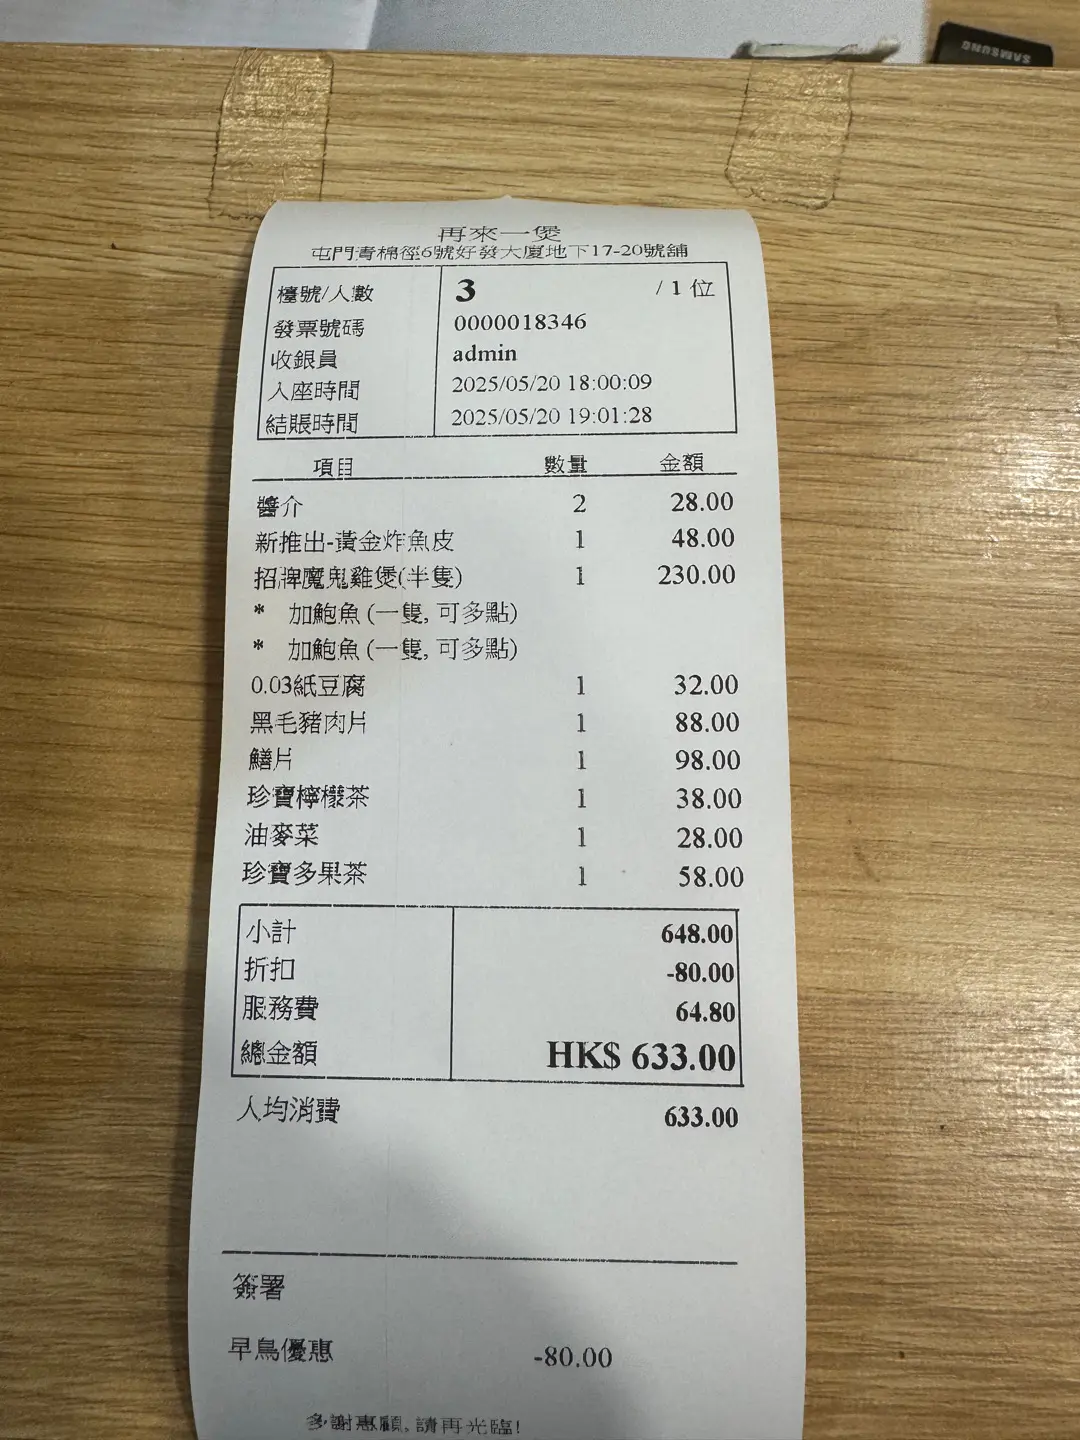 SAMSUNG
再來一煲
屯門青棉徑6號好發大廈地下17-20號舖
檯號/人數 3 / 1 位
發票號碼 0000018346
收銀員 admin
入座時間 2025/05/20 18:00:09
結賬時間 2025/05/20 19:01:28
項目 數量 金額
醬介 2 28.00
新推出-黃金炸魚皮 1 48.00
招牌魔鬼雞煲(半隻) 1 230.00
* 加鮑魚 (一隻, 可多點)
* 加鮑魚 (一隻, 可多點)
0.03紙豆腐 1 32.00
黑毛豬肉片 1 88.00
鱔片 1 98.00
珍寶檸檬茶 1 38.00
油麥菜 1 28.00
珍寶多果茶 1 58.00
小計 648.00
折扣 -80.00
服務費 64.80
總金額 HK$ 633.00
人均消費 633.00
簽署
早鳥優惠 -80.00
多謝惠顧, 請再光臨!